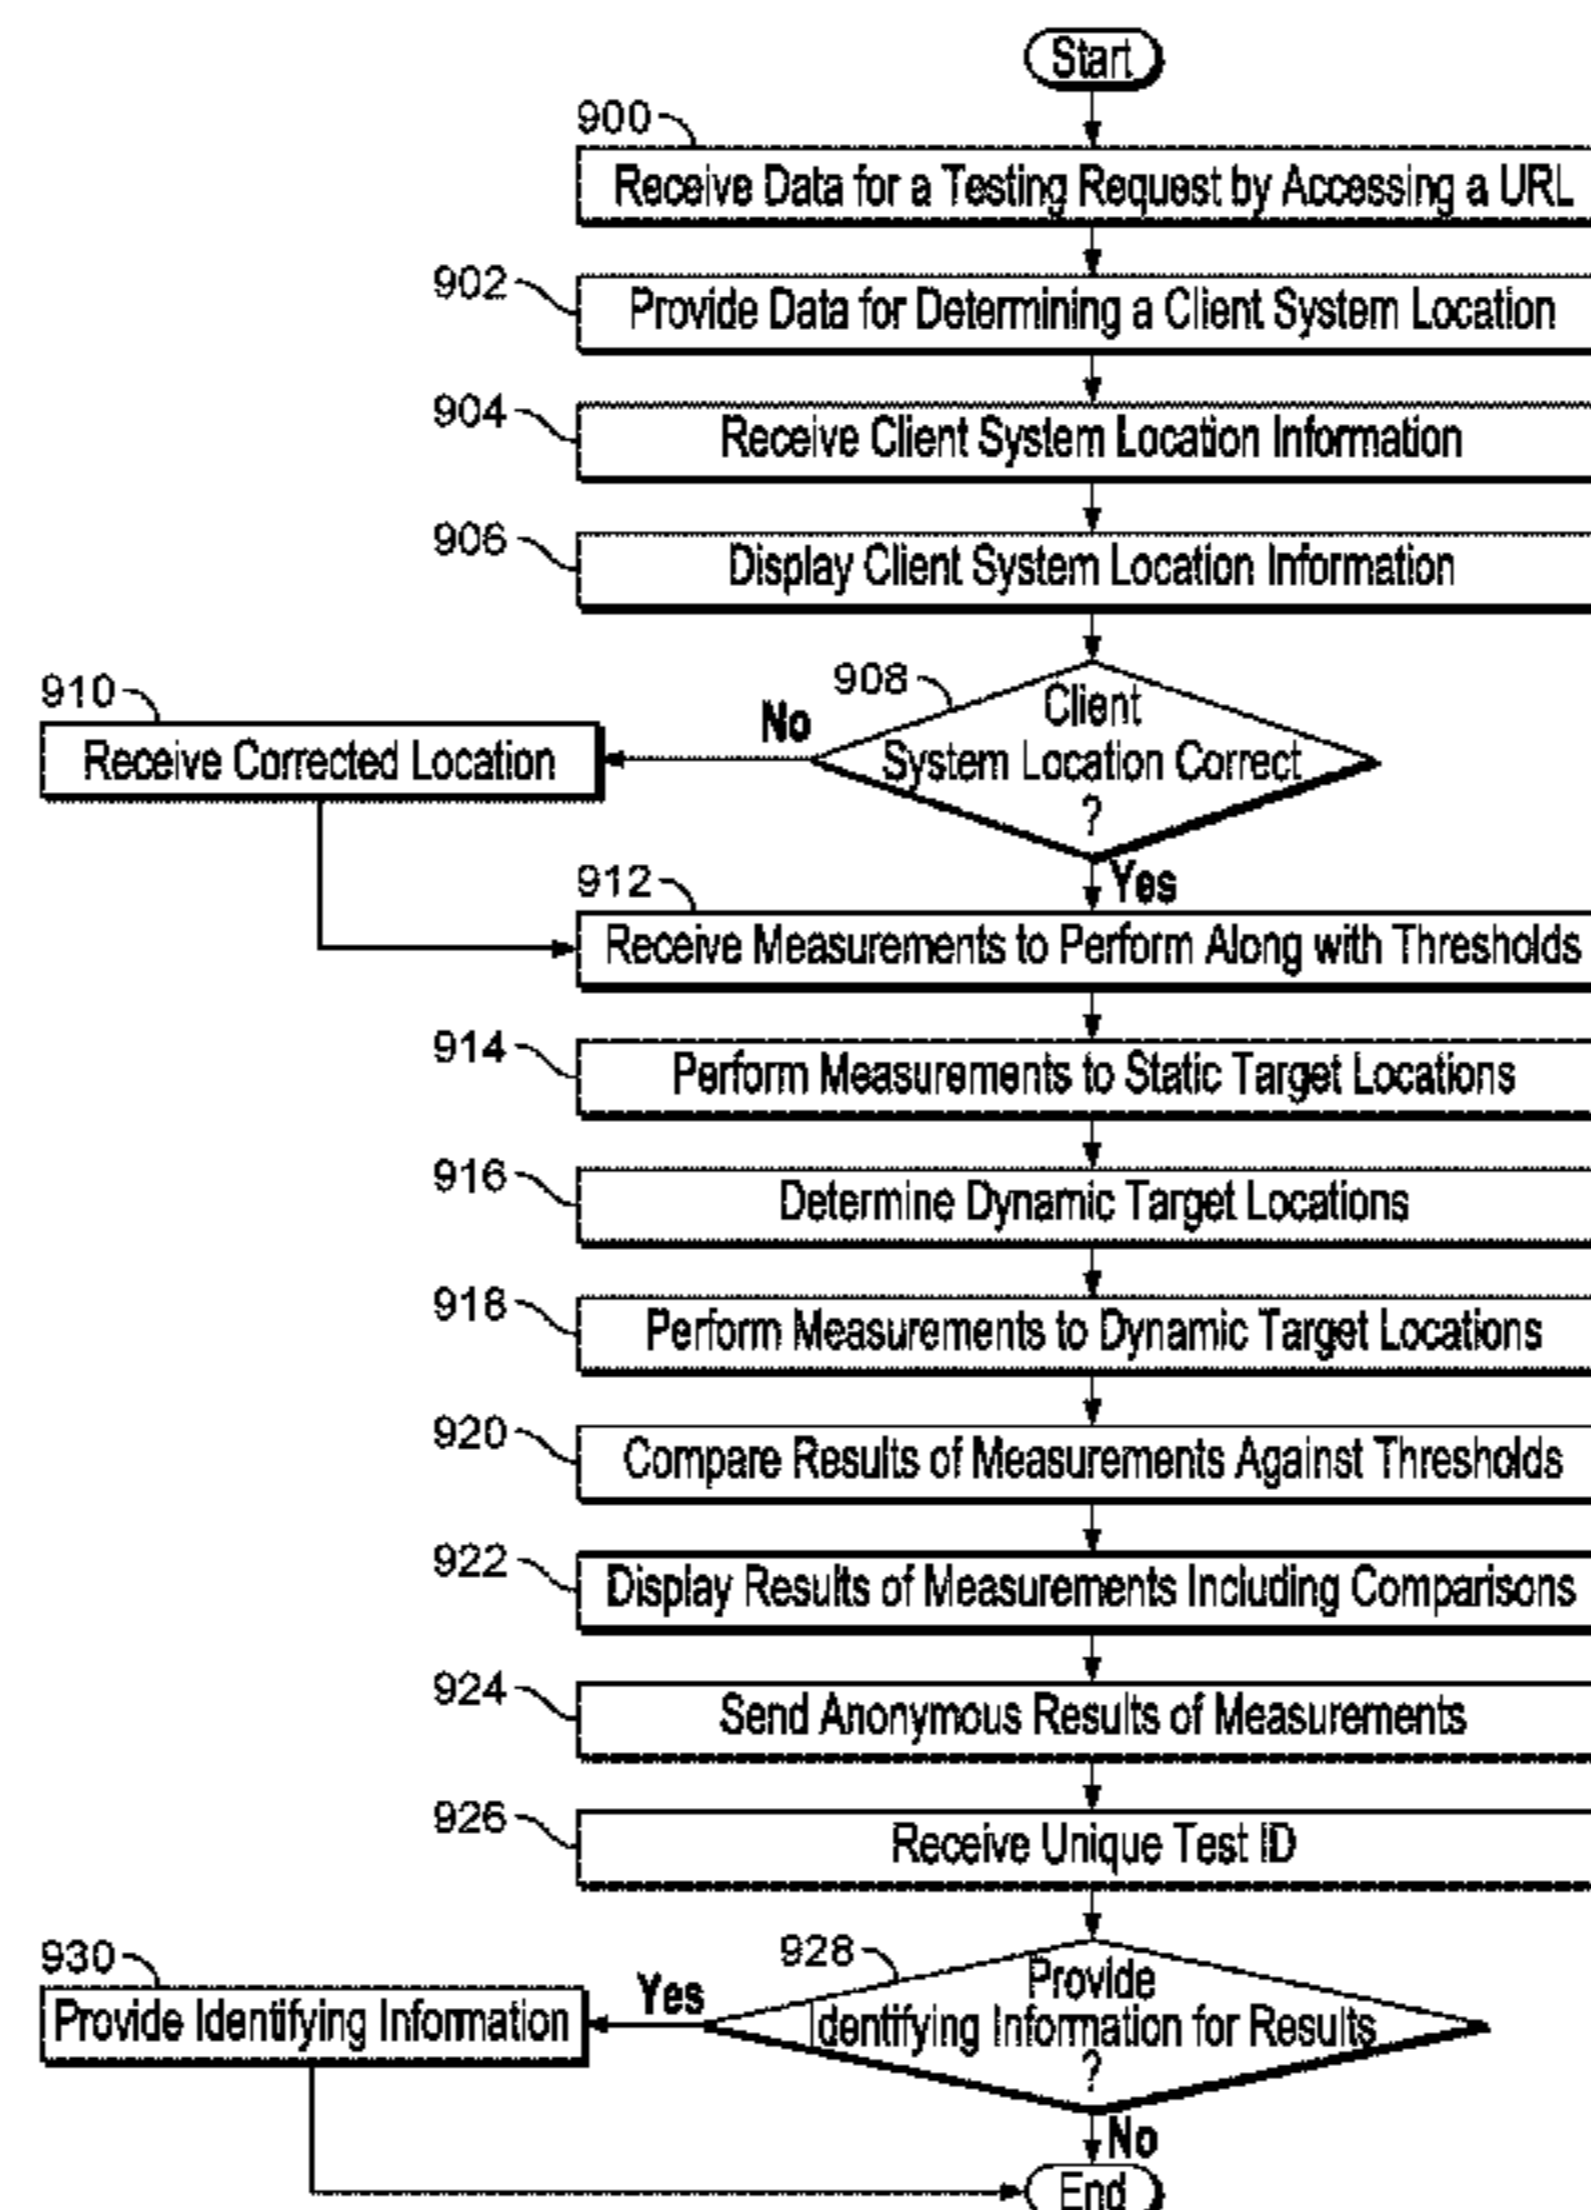 Start
900
Receive Data for a Testing Request by Accessing a URL
902
Provide Data for Determining a Client System Location
904
Receive Client System Location Information
906
Display Client System Location Information
908
Client
System Location Correct
?
No
910
Receive Corrected Location
Yes
912
Receive Measurements to Perform Along with Thresholds
914
Perform Measurements to Static Target Locations
916
Determine Dynamic Target Locations
918
Perform Measurements to Dynamic Target Locations
920
Compare Results of Measurements Against Thresholds
922
Display Results of Measurements Including Comparisons
924
Send Anonymous Results of Measurements
926
Receive Unique Test ID
928
Provide
Identifying Information for Results
?
Yes
930
Provide Identifying Information
No
End